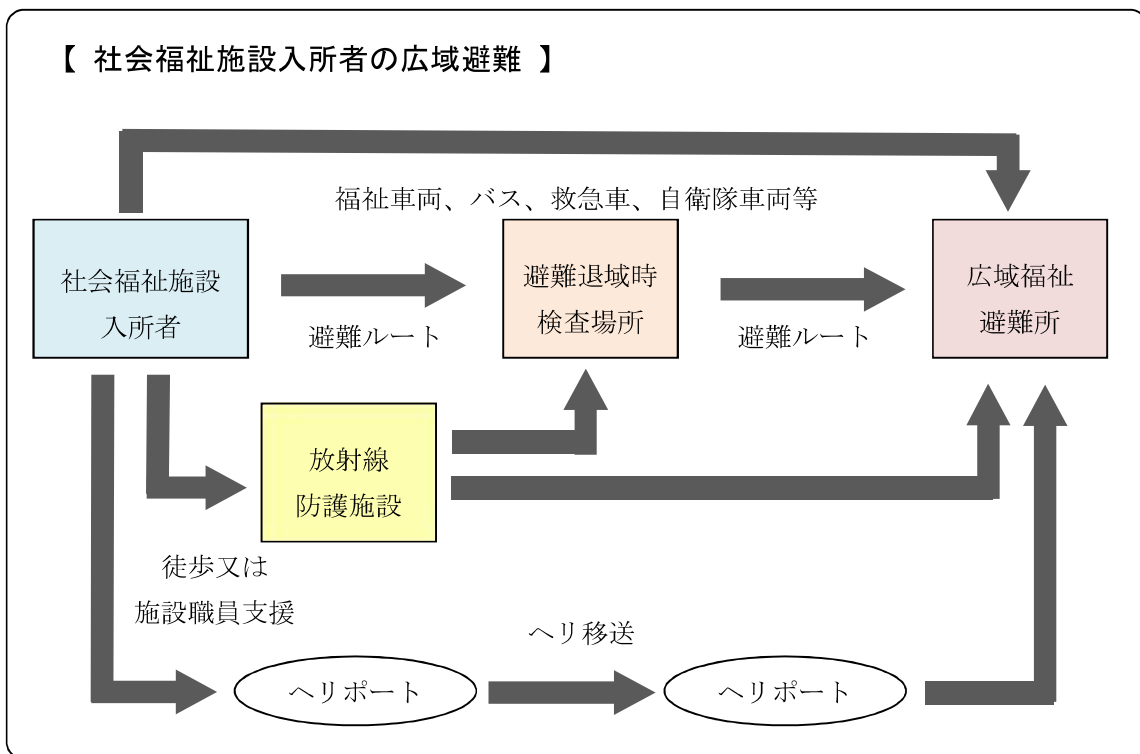 【 社会福祉施設入所者の広域避難 】
福祉車両、バス、救急車、自衛隊車両等
社会福祉施設
入所者
避難ルート
避難退域時
検査場所
避難ルート
広域福祉
避難所
放射線
防護施設
徒歩又は
施設職員支援
ヘリ移送
ヘリポート
ヘリポート